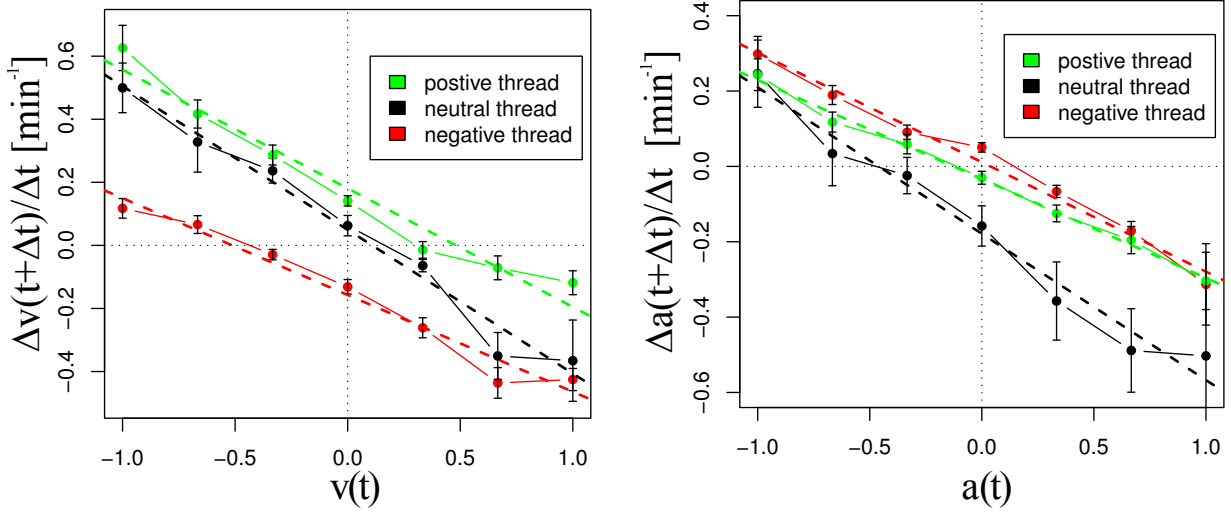 Δv(t+Δt)/Δt [min⁻¹]
0.6
0.4
0.2
0.0
−0.2
−0.4
postive thread
neutral thread
negative thread
−1.0 −0.5 0.0 0.5 1.0
v(t)
Δa(t+Δt)/Δt [min⁻¹]
0.4
0.2
0.0
−0.2
−0.4
−0.6
postive thread
neutral thread
negative thread
−1.0 −0.5 0.0 0.5 1.0
a(t)